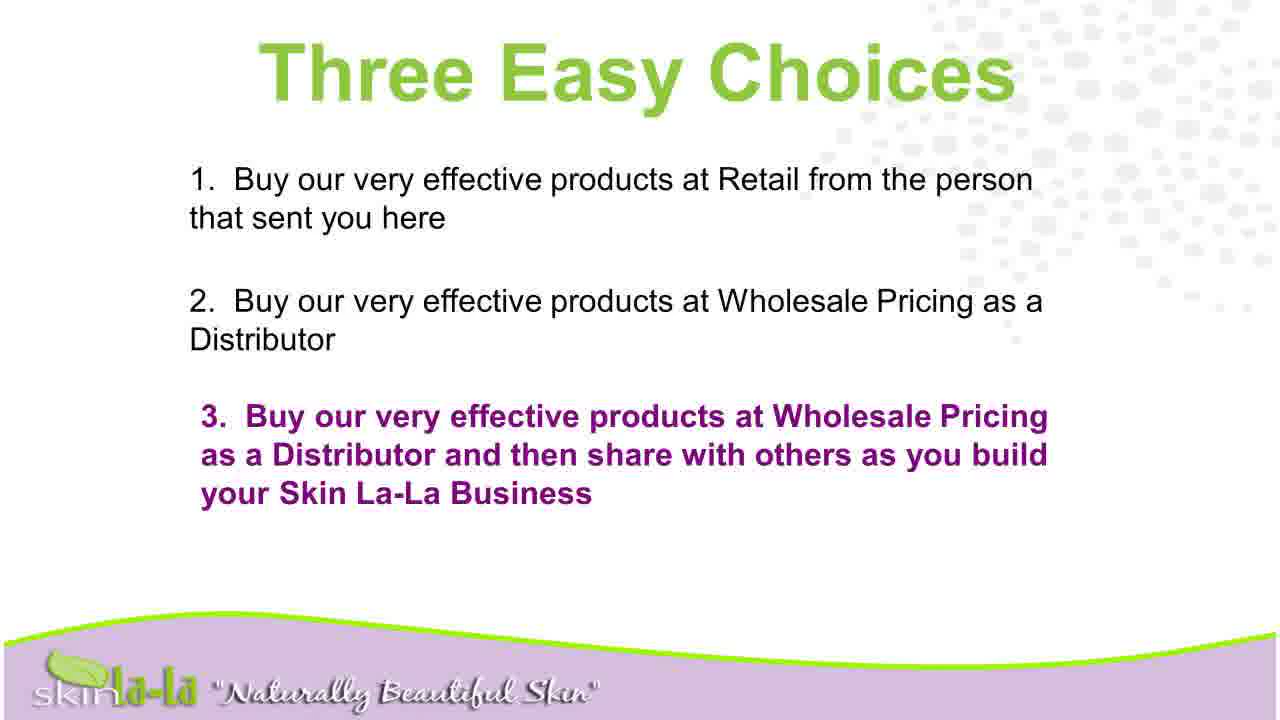 Three Easy Choices
1. Buy our very effective products at Retail from the person
that sent you here
2. Buy our very effective products at Wholesale Pricing as a
Distributor
3. Buy our very effective products at Wholesale Pricing
as a Distributor and then share with others as you build
your Skin La-La Business
skin la-la "Naturally Beautiful Skin"